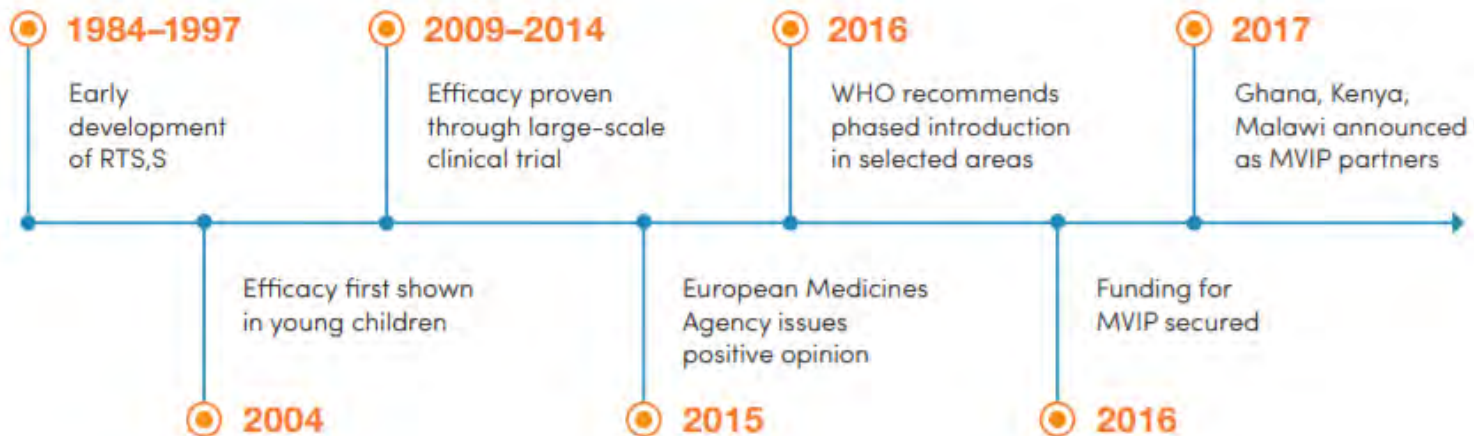 1984–1997
Early
development
of RTS,S
2004
Efficacy first shown
in young children
2009–2014
Efficacy proven
through large-scale
clinical trial
2015
European Medicines
Agency issues
positive opinion
2016
WHO recommends
phased introduction
in selected areas
2016
Funding for
MVIP secured
2017
Ghana, Kenya,
Malawi announced
as MVIP partners